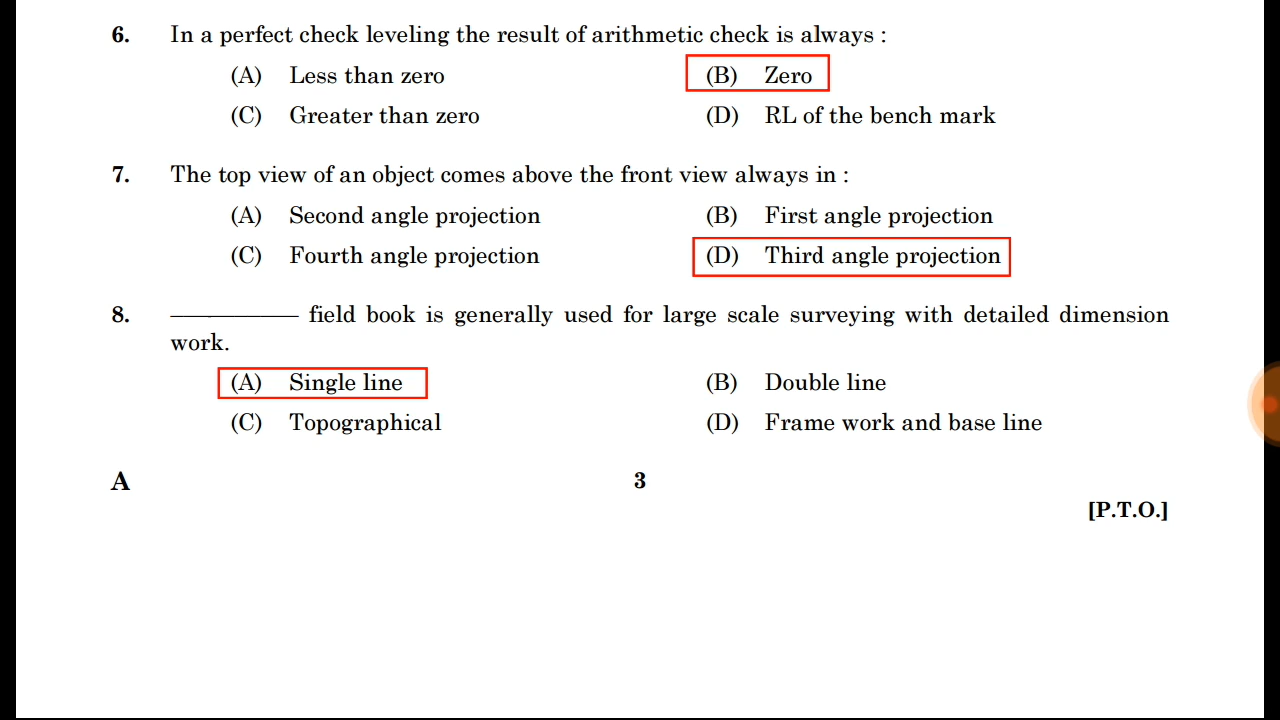 6. In a perfect check leveling the result of arithmetic check is always :
(A) Less than zero (B) Zero
(C) Greater than zero (D) RL of the bench mark
7. The top view of an object comes above the front view always in :
(A) Second angle projection (B) First angle projection
(C) Fourth angle projection (D) Third angle projection
8. ___________ field book is generally used for large scale surveying with detailed dimension
work.
(A) Single line (B) Double line
(C) Topographical (D) Frame work and base line
A 3
[P.T.O.]